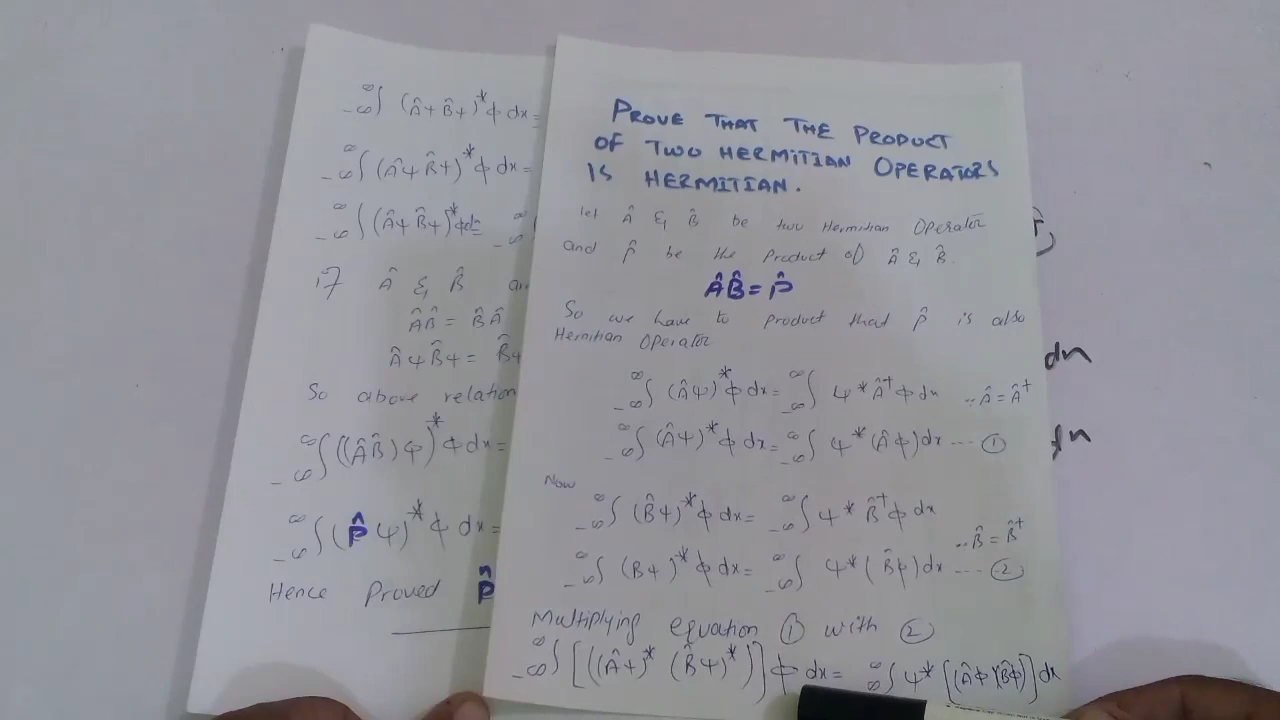 ∞
-∞∫ (Â+B̂+)*ϕ dx=
∞
-∞∫ (Âψ B̂+)*ϕ dx=
∞
-∞∫ (Â+B̂+)*ϕ dx= ∞-∞∫
if Â & B̂
ÂB̂ = B̂Â
ÂψB̂+ = B̂ψ
So above relation
∞
-∞∫((ÂB̂)φ)*ϕ dx=
∞
-∞∫(P̂ψ)*ϕ dx=
Hence Proved P̂
PROVE THAT THE PRODUCT
OF TWO HERMITIAN OPERATORS
IS HERMITIAN.
let Â & B̂ be two Hermitian Operator
and P̂ be the Product of Â & B̂.
ÂB̂ = P̂
So we have to product that P̂ is also
Hermitian Operator
∞-∞∫ (Âψ)*ϕ dx= ∞-∞∫ ψ*Â†ϕ dx ∵ Â = Â†
∞-∞∫ (Âψ)*ϕ dx= ∞-∞∫ ψ*(Âϕ)dx ---- ①
Now
∞-∞∫ (B̂ψ)*ϕ dx= ∞-∞∫ ψ* B̂†ϕ dx
∵ B̂ = B̂†
∞-∞∫ (Bψ)*ϕ dx= ∞-∞∫ ψ*(B̂ϕ)dx ---- ②
Multiplying equation ① with ②
∞-∞∫ [((Âψ)* (B̂ψ)*)]ϕ dx= ∞-∞∫ ψ*[(Âϕ)(B̂ϕ)]dx
dn
dn